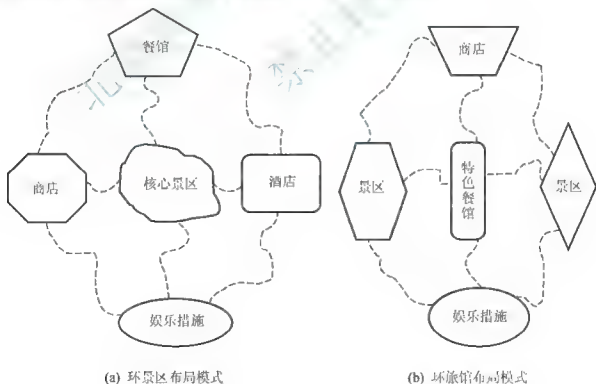 餐馆
商店
核心景区
酒店
娱乐措施
(a) 环景区布局模式
商店
景区
特色餐馆
景区
娱乐措施
(b) 环旅馆布局模式